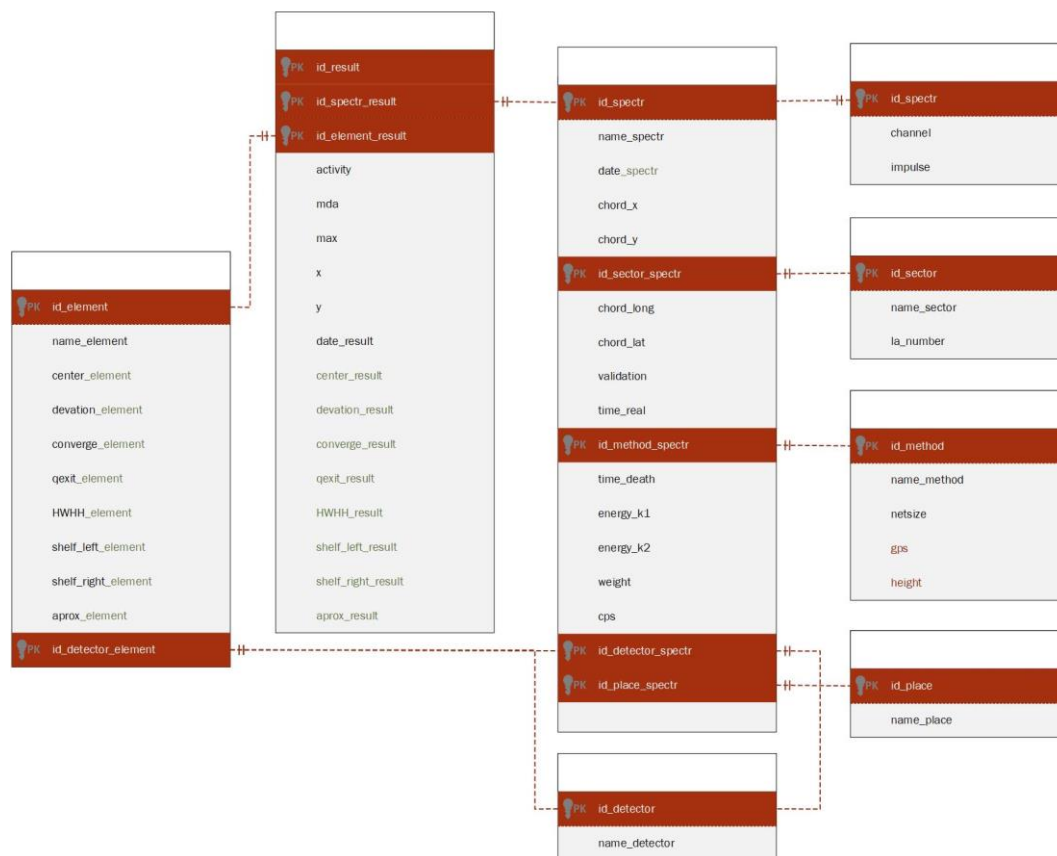 PK id_result
PK id_spectr_result
PK id_element_result
activity
mda
max
x
y
date_result
center_result
devation_result
converge_result
qexit_result
HWHH_result
shelf_left_result
shelf_right_result
aprox_result
PK id_element
name_element
center_element
devation_element
converge_element
qexit_element
HWHH_element
shelf_left_element
shelf_right_element
aprox_element
PK id_detector_element
PK id_spectr
name_spectr
date_spectr
chord_x
chord_y
PK id_sector_spectr
chord_long
chord_lat
validation
time_real
PK id_method_spectr
time_death
energy_k1
energy_k2
weight
cps
PK id_detector_spectr
PK id_place_spectr
PK id_detector
name_detector
PK id_spectr
channel
impulse
PK id_sector
name_sector
la_number
PK id_method
name_method
netsize
gps
height
PK id_place
name_place